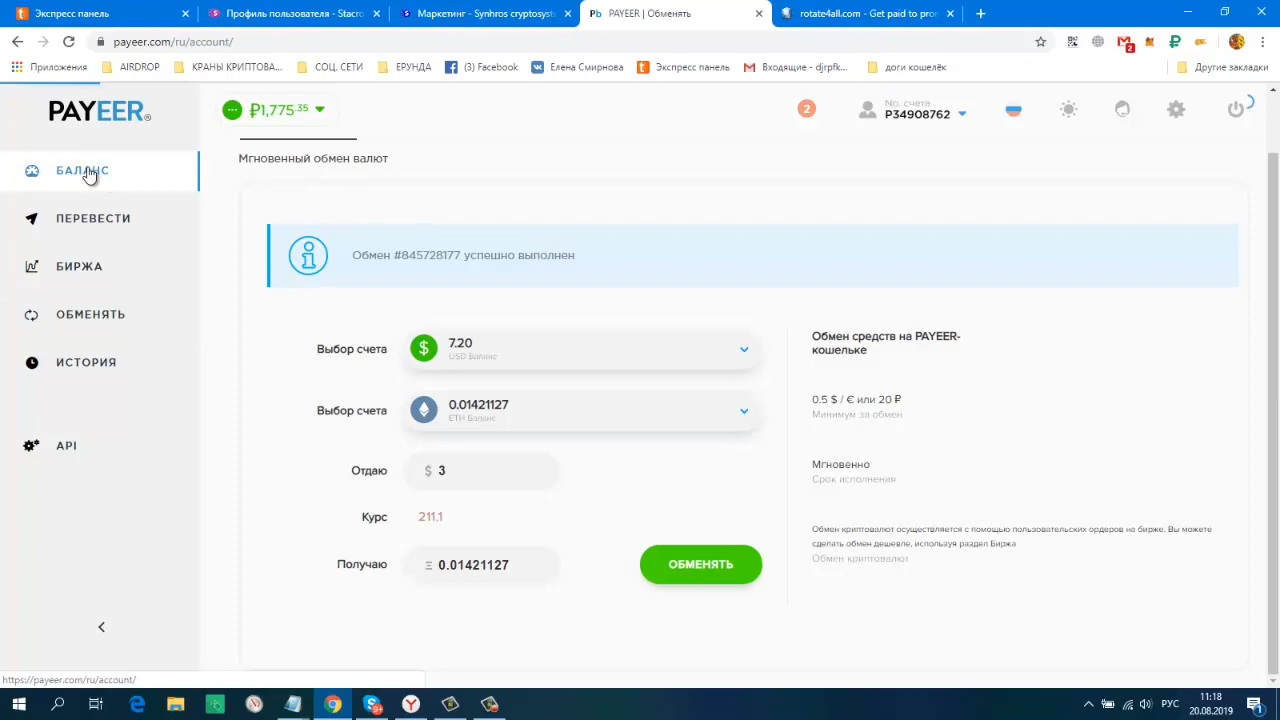 Экспресс панель
Профиль пользователя - Stacro
Маркетинг - Synhros cryptosyste
Pb PAYEER | Обменять
rotate4all.com - Get paid to pror
payeer.com/ru/account/
Приложения
AIRDROP
КРАНЫ КРИПТОВА...
СОЦ. СЕТИ
ЕРУНДА
(3) Facebook
Елена Смирнова
Экспресс панель
Входящие - djrpfk...
доги кошелёк
Другие закладки
PAYEER®
₽1,775.35
2
No. счета
P34908762
БАЛАНС
ПЕРЕВЕСТИ
БИРЖА
ОБМЕНЯТЬ
ИСТОРИЯ
API
Мгновенный обмен валют
Обмен #845728177 успешно выполнен
Выбор счета
$ 7.20
USD Баланс
Выбор счета
0.01421127
ETH Баланс
Отдаю
$ 3
Курс
211.1
Получаю
Ξ 0.01421127
ОБМЕНЯТЬ
Обмен средств на PAYEER-
кошельке
0.5 $ / € или 20 ₽
Минимум за обмен
Мгновенно
Срок исполнения
Обмен криптовалют осуществляется с помощью пользовательских ордеров на бирже. Вы можете
сделать обмен дешевле, используя раздел Биржа
Обмен криптовалют
https://payeer.com/ru/account/
РУС
11:18
20.08.2019